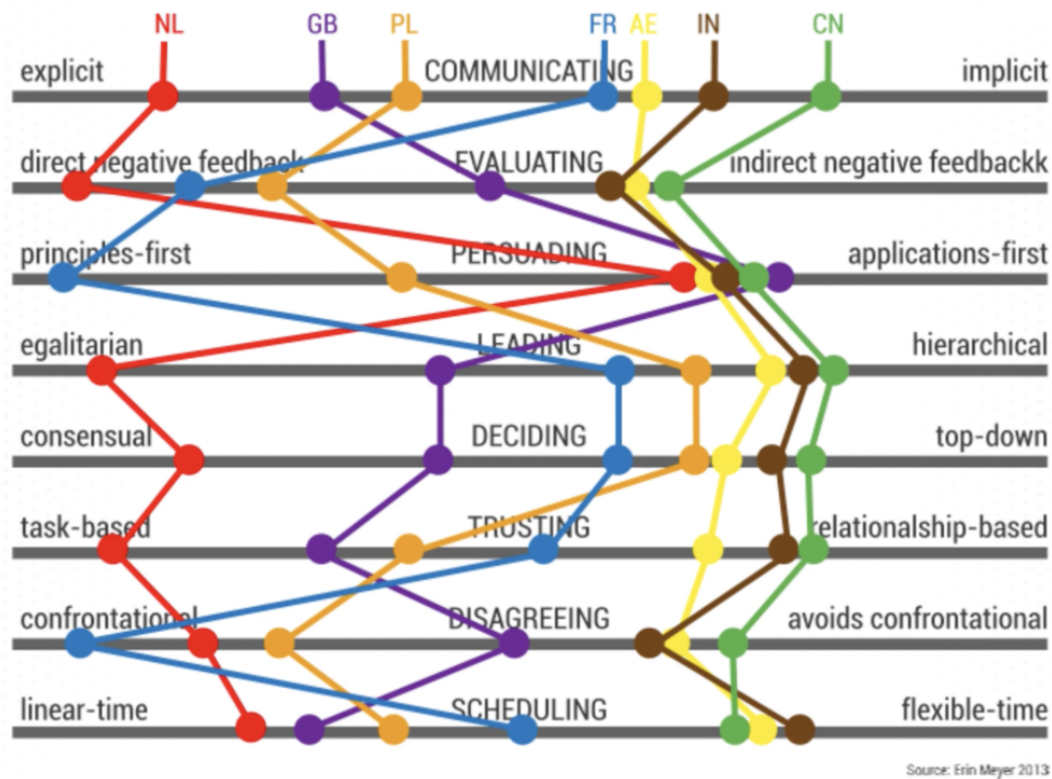 NL GB PL FR AE IN CN
explicit COMMUNICATING implicit
direct negative feedback EVALUATING indirect negative feedbackk
principles-first PERSUADING applications-first
egalitarian LEADING hierarchical
consensual DECIDING top-down
task-based TRUSTING relationalship-based
confrontational DISAGREEING avoids confrontational
linear-time SCHEDULING flexible-time
Source: Erin Meyer 2013